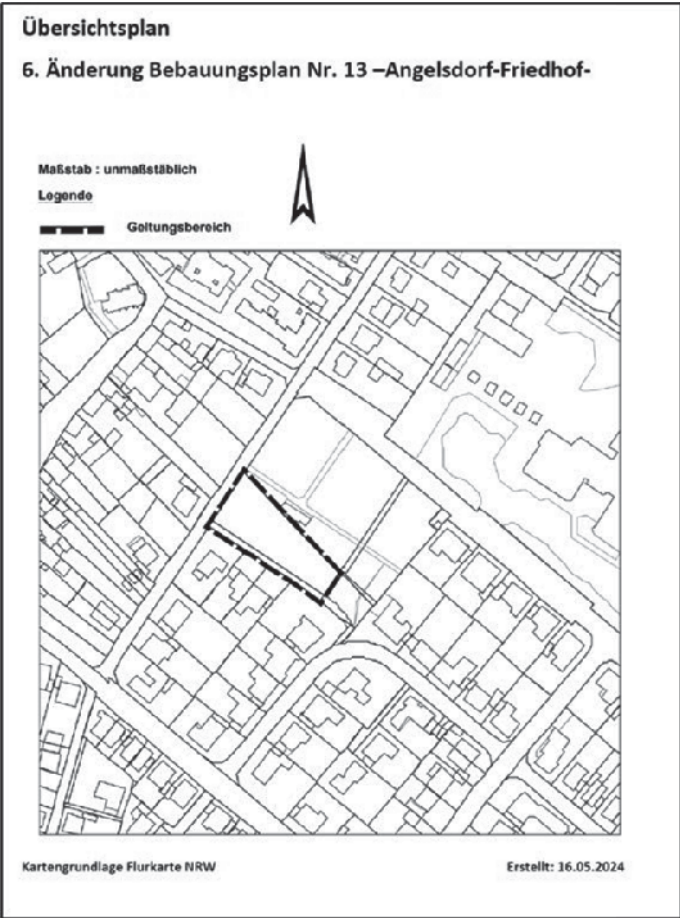 Übersichtsplan
6. Änderung Bebauungsplan Nr. 13 –Angelsdorf-Friedhof-
Maßstab : unmaßstäblich
Legende
Geltungsbereich
Kartengrundlage Flurkarte NRW
Erstellt: 16.05.2024